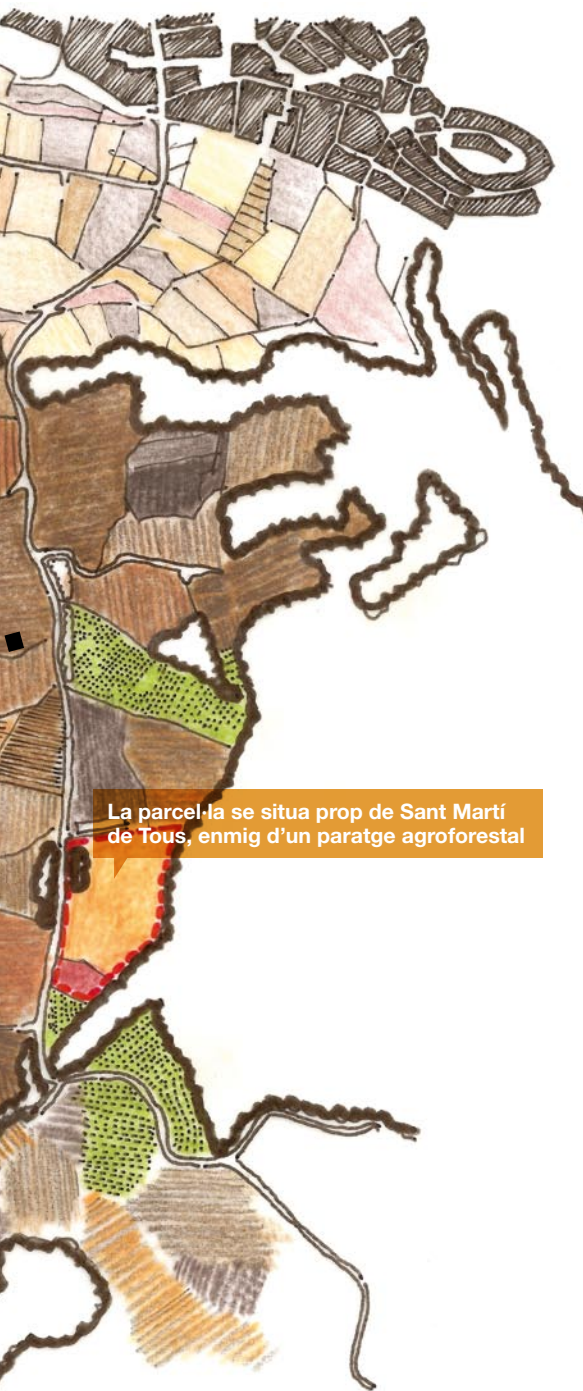 La parcel·la se situa prop de Sant Martí
de Tous, enmig d'un paratge agroforestal